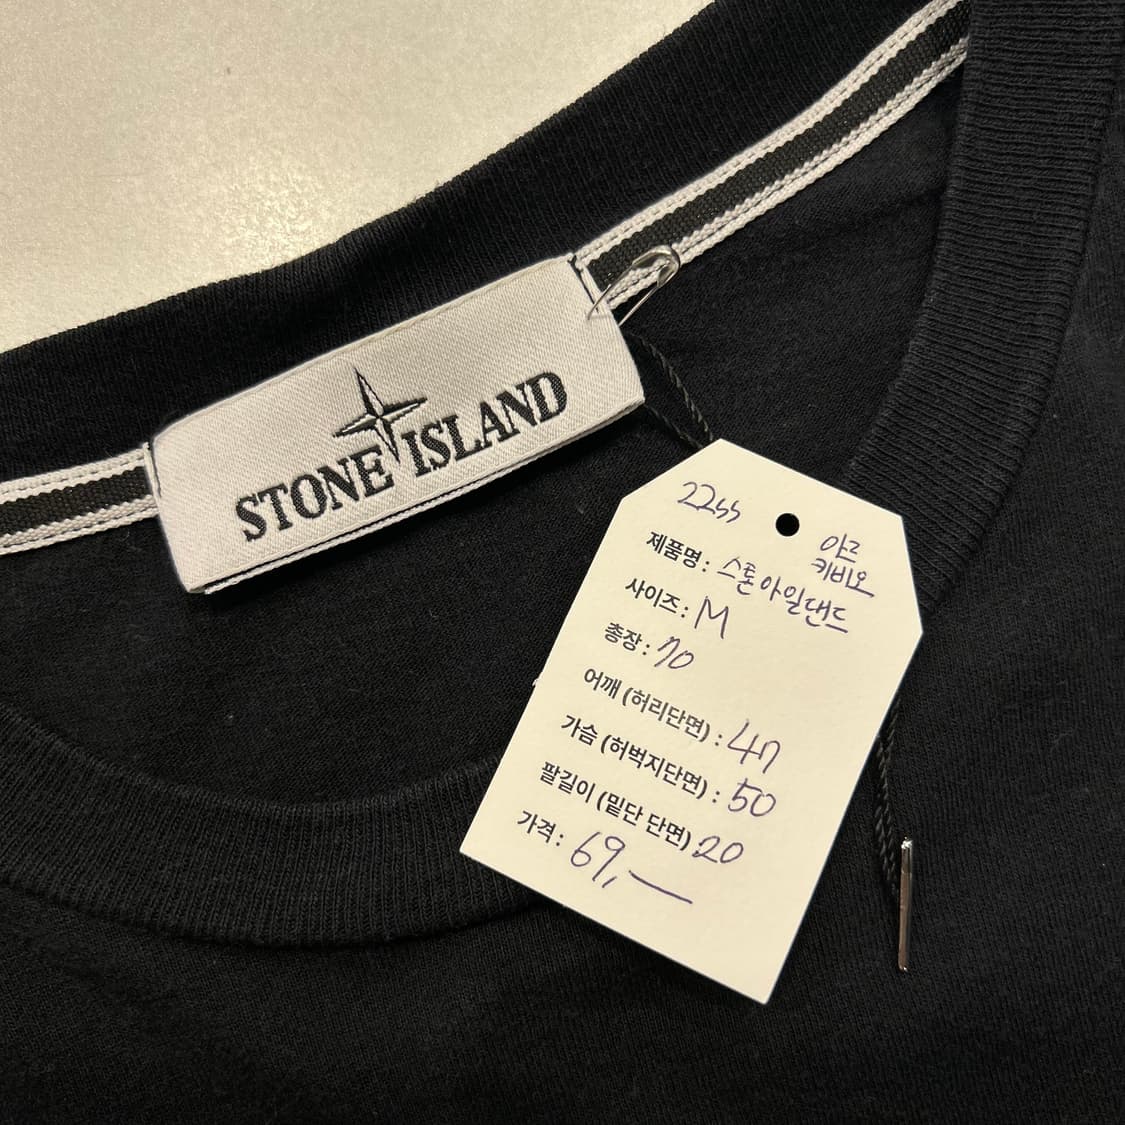 STONE ISLAND
22ss
아르
키비오
제품명: 스톤아일랜드
사이즈: M
총장: 70
어깨 (허리단면) : 47
가슴 (허벅지단면) : 50
팔길이 (밑단 단면) 20
가격: 69,—